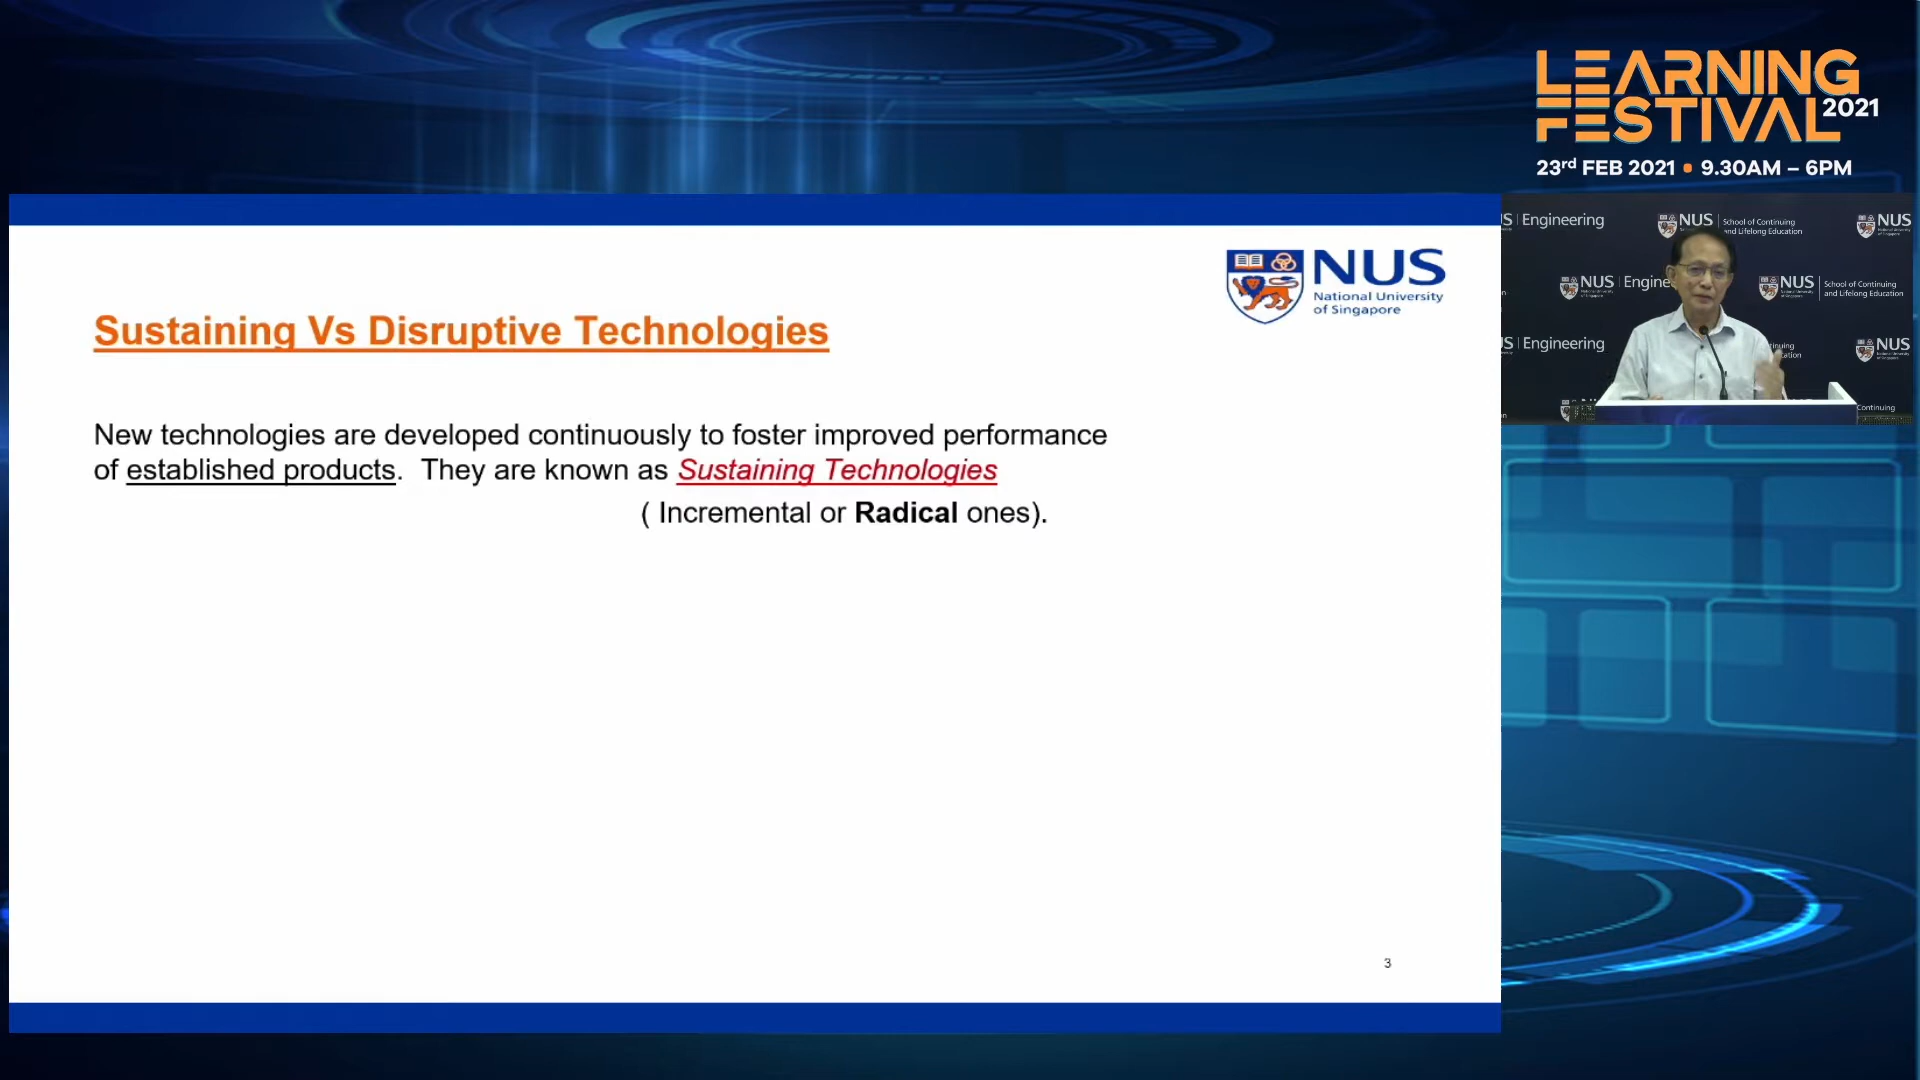 LEARNING
FESTIVAL 2021
23rd FEB 2021 • 9.30AM – 6PM
NUS
National University
of Singapore
Sustaining Vs Disruptive Technologies
New technologies are developed continuously to foster improved performance
of established products. They are known as Sustaining Technologies
( Incremental or Radical ones).
3
S | Engineering
NUS | School of Continuing
and Lifelong Education
NUS
NUS | Engine
NUS | School of Continuing
and Lifelong Education
S | Engineering
NUS
Continuing